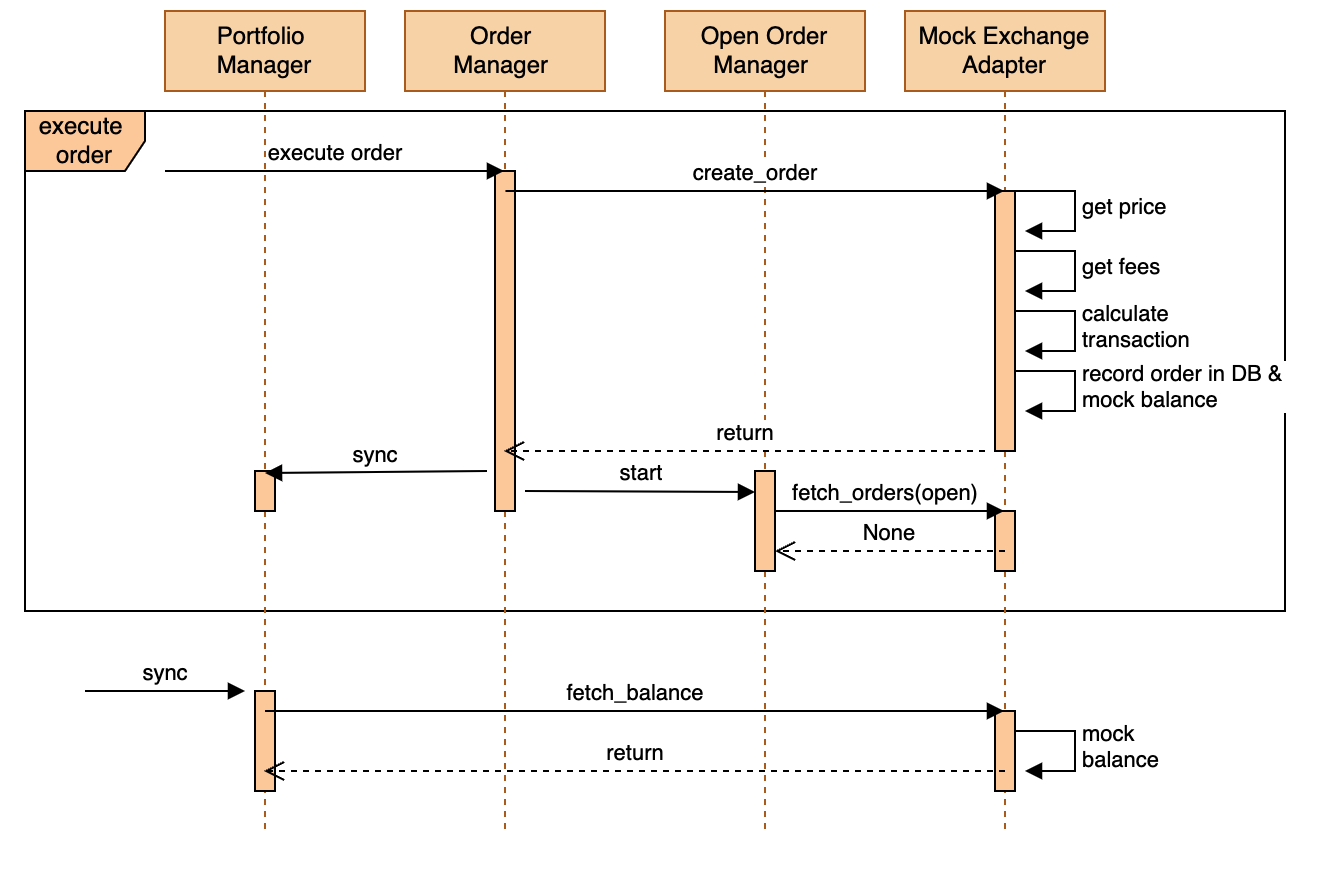 Portfolio
Manager
Order
Manager
Open Order
Manager
Mock Exchange
Adapter
execute
order
execute order
create_order
get price
get fees
calculate
transaction
record order in DB &
mock balance
return
sync
start
fetch_orders(open)
None
sync
fetch_balance
mock
balance
return